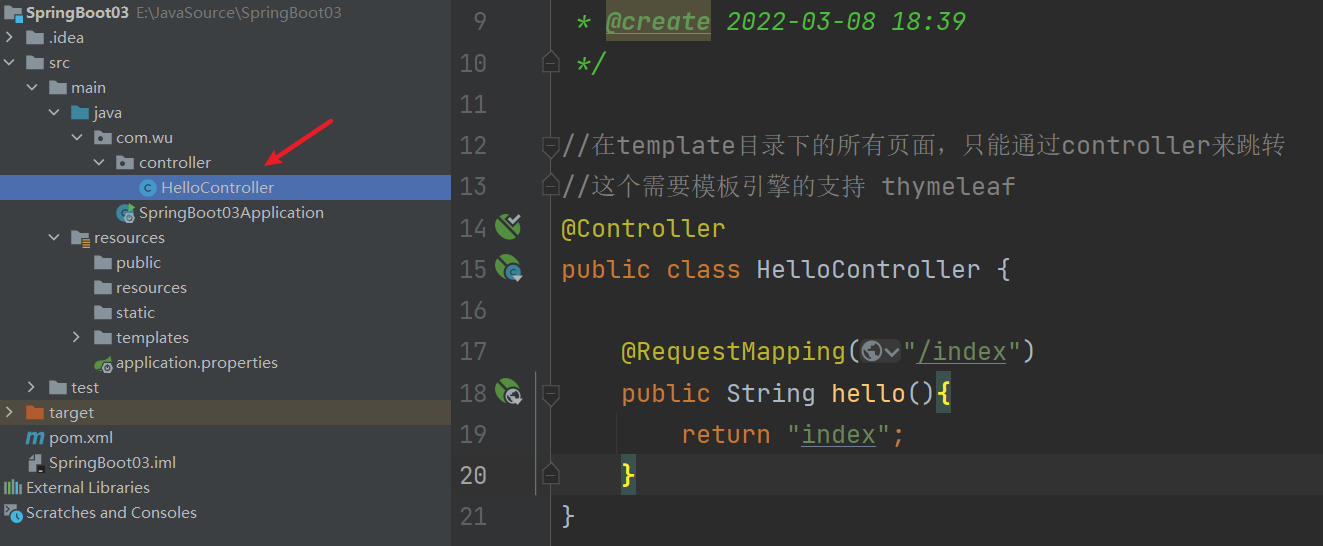 SpringBoot03 E:\JavaSource\SpringBoot03
.idea
src
main
java
com.wu
controller
HelloController
SpringBoot03Application
resources
public
resources
static
templates
application.properties
test
target
pom.xml
SpringBoot03.iml
External Libraries
Scratches and Consoles
9 * @create 2022-03-08 18:39
10 */
11
12 //在template目录下的所有页面，只能通过controller来跳转
13 //这个需要模板引擎的支持 thymeleaf
14 @Controller
15 public class HelloController {
16
17 @RequestMapping("/index")
18 public String hello(){
19 return "index";
20 }
21 }